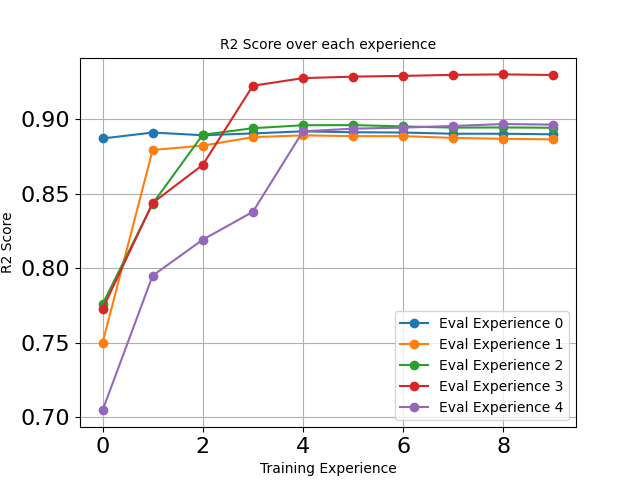 R2 Score over each experience
R2 Score
0.90
0.85
0.80
0.75
0.70
0 2 4 6 8
Training Experience
Eval Experience 0
Eval Experience 1
Eval Experience 2
Eval Experience 3
Eval Experience 4